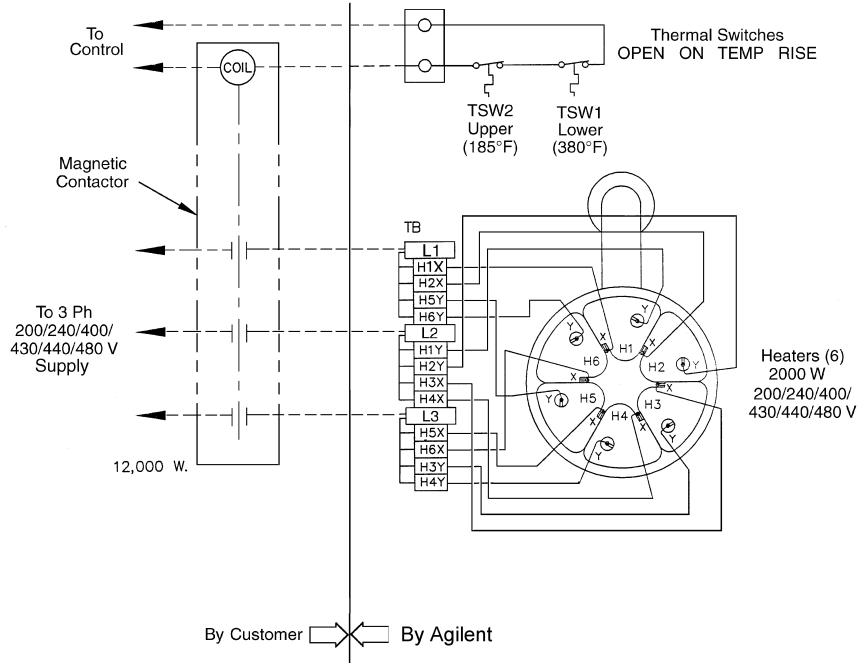 To
Control
COIL
Thermal Switches
OPEN ON TEMP RISE
TSW2
Upper
(185°F)
TSW1
Lower
(380°F)
Magnetic
Contactor
TB
L1
H1X
H2X
H5Y
H6Y
L2
H1Y
H2Y
H3X
H4X
L3
H5X
H6X
H3Y
H4Y
To 3 Ph
200/240/400/
430/440/480 V
Supply
12,000 W.
Y
Y
X
X
H1
H6
H2
Y
X
X
H5
H3
Y
H4
X
X
Y
Y
Heaters (6)
2000 W
200/240/400/
430/440/480 V
By Customer
By Agilent